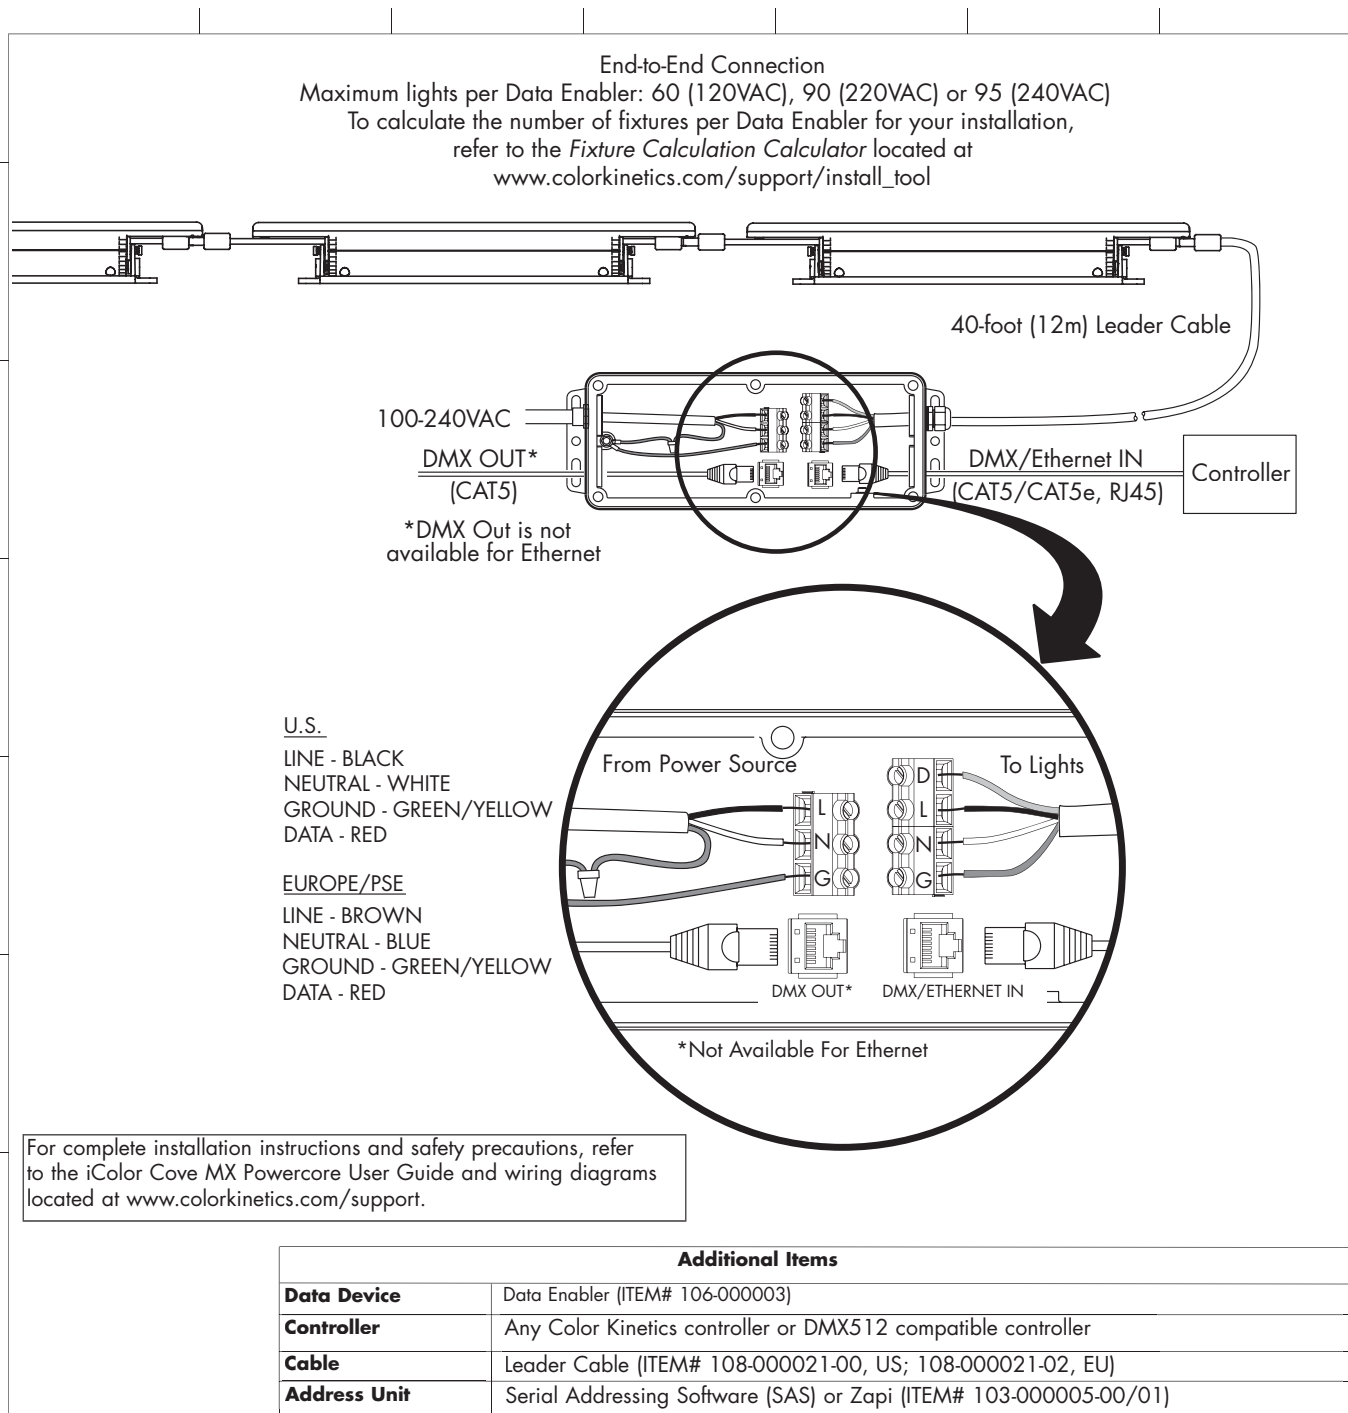 End-to-End Connection
Maximum lights per Data Enabler: 60 (120VAC), 90 (220VAC) or 95 (240VAC)
To calculate the number of fixtures per Data Enabler for your installation,
refer to the Fixture Calculation Calculator located at
www.colorkinetics.com/support/install_tool
40-foot (12m) Leader Cable
100-240VAC
DMX OUT*
(CAT5)
*DMX Out is not
available for Ethernet
DMX/Ethernet IN
(CAT5/CAT5e, RJ45)
Controller
U.S.
LINE - BLACK
NEUTRAL - WHITE
GROUND - GREEN/YELLOW
DATA - RED
EUROPE/PSE
LINE - BROWN
NEUTRAL - BLUE
GROUND - GREEN/YELLOW
DATA - RED
From Power Source
To Lights
L
N
G
D
L
N
G
DMX OUT*
DMX/ETHERNET IN
*Not Available For Ethernet
For complete installation instructions and safety precautions, refer
to the iColor Cove MX Powercore User Guide and wiring diagrams
located at www.colorkinetics.com/support.
Additional Items
Data Device Data Enabler (ITEM# 106-000003)
Controller Any Color Kinetics controller or DMX512 compatible controller
Cable Leader Cable (ITEM# 108-000021-00, US; 108-000021-02, EU)
Address Unit Serial Addressing Software (SAS) or Zapi (ITEM# 103-000005-00/01)